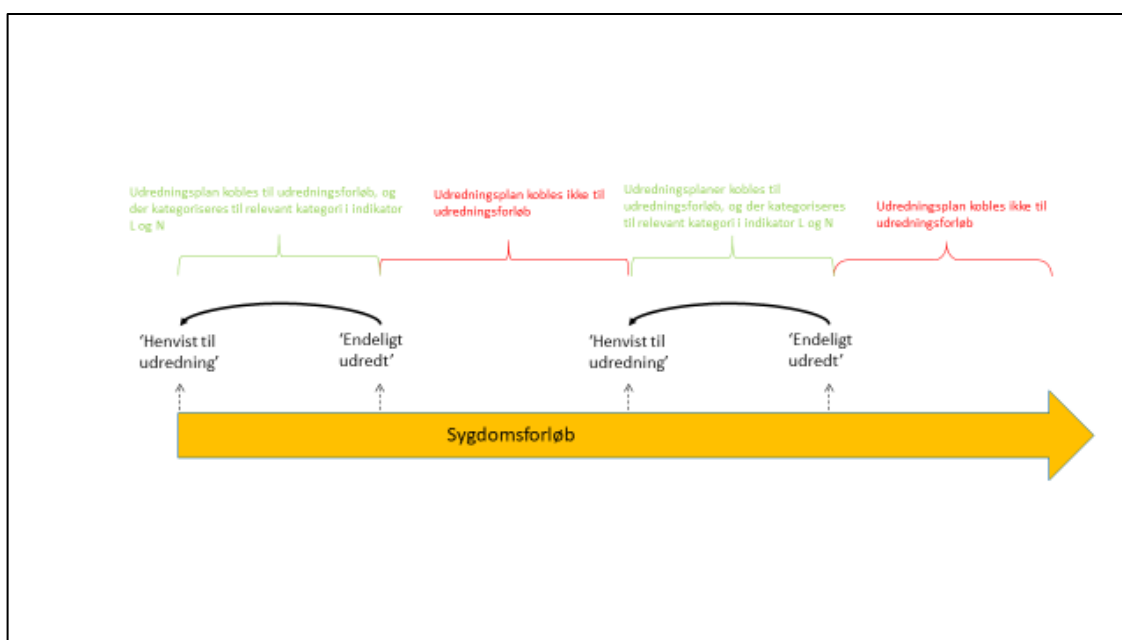 Udredningsplan kobles til udredningsforløb, og
der kategoriseres til relevant kategori i indikator
L og N
Udredningsplan kobles ikke til
udredningsforløb
Udredningsplaner kobles til
udredningsforløb, og der kategoriseres
til relevant kategori i indikator L og N
Udredningsplan kobles ikke til
udredningsforløb
‘Henvist til
udredning’
‘Endeligt
udredt’
‘Henvist til
udredning’
‘Endeligt
udredt’
Sygdomsforløb